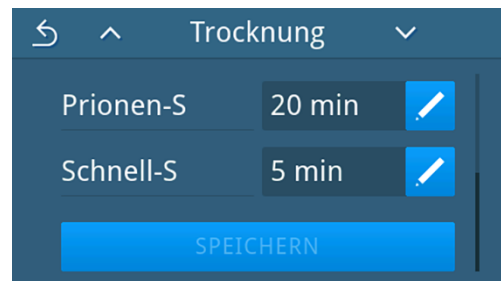 Trocknung
Prionen-S 20 min
Schnell-S 5 min
SPEICHERN